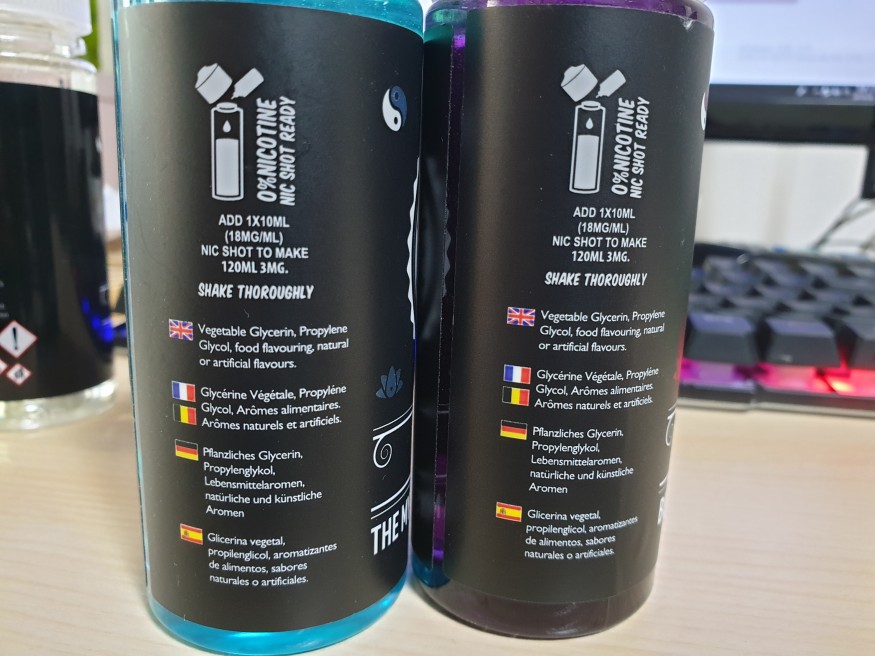 0% NICOTINE
NIC SHOT READY
ADD 1X10ML
(18MG/ML)
NIC SHOT TO MAKE
120ML 3MG.
SHAKE THOROUGHLY
Vegetable Glycerin, Propylene
Glycol, food flavouring, natural
or artificial flavours.
Glycérine Végétale, Propyléne
Glycol, Arômes alimentaires.
Arômes naturels et artificiels.
Pflanzliches Glycerin,
Propylenglykol,
Lebensmittelaromen,
natürliche und künstliche
Aromen
Glicerina vegetal,
propilenglicol, aromatizantes
de alimentos, sabores
naturales o artificiales.
THE
0% NICOTINE
NIC SHOT READY
ADD 1X10ML
(18MG/ML)
NIC SHOT TO MAKE
120ML 3MG.
SHAKE THOROUGHLY
Vegetable Glycerin, Propylene
Glycol, food flavouring, natural
or artificial flavours.
Glycérine Végétale, Propyléne
Glycol, Arômes alimentaires.
Arômes naturels et artificiels.
Pflanzliches Glycerin,
Propylenglykol,
Lebensmittelaromen,
natürliche und künstliche
Aromen
Glicerina vegetal,
propilenglicol, aromatizantes
de alimentos, sabores
naturales o artificiales.